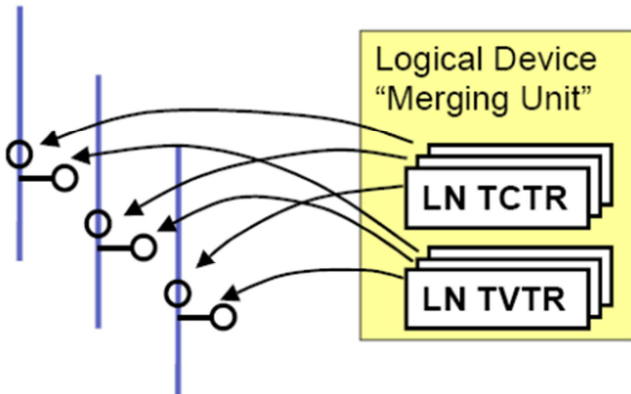 Logical Device
“Merging Unit”
LN TCTR
LN TVTR